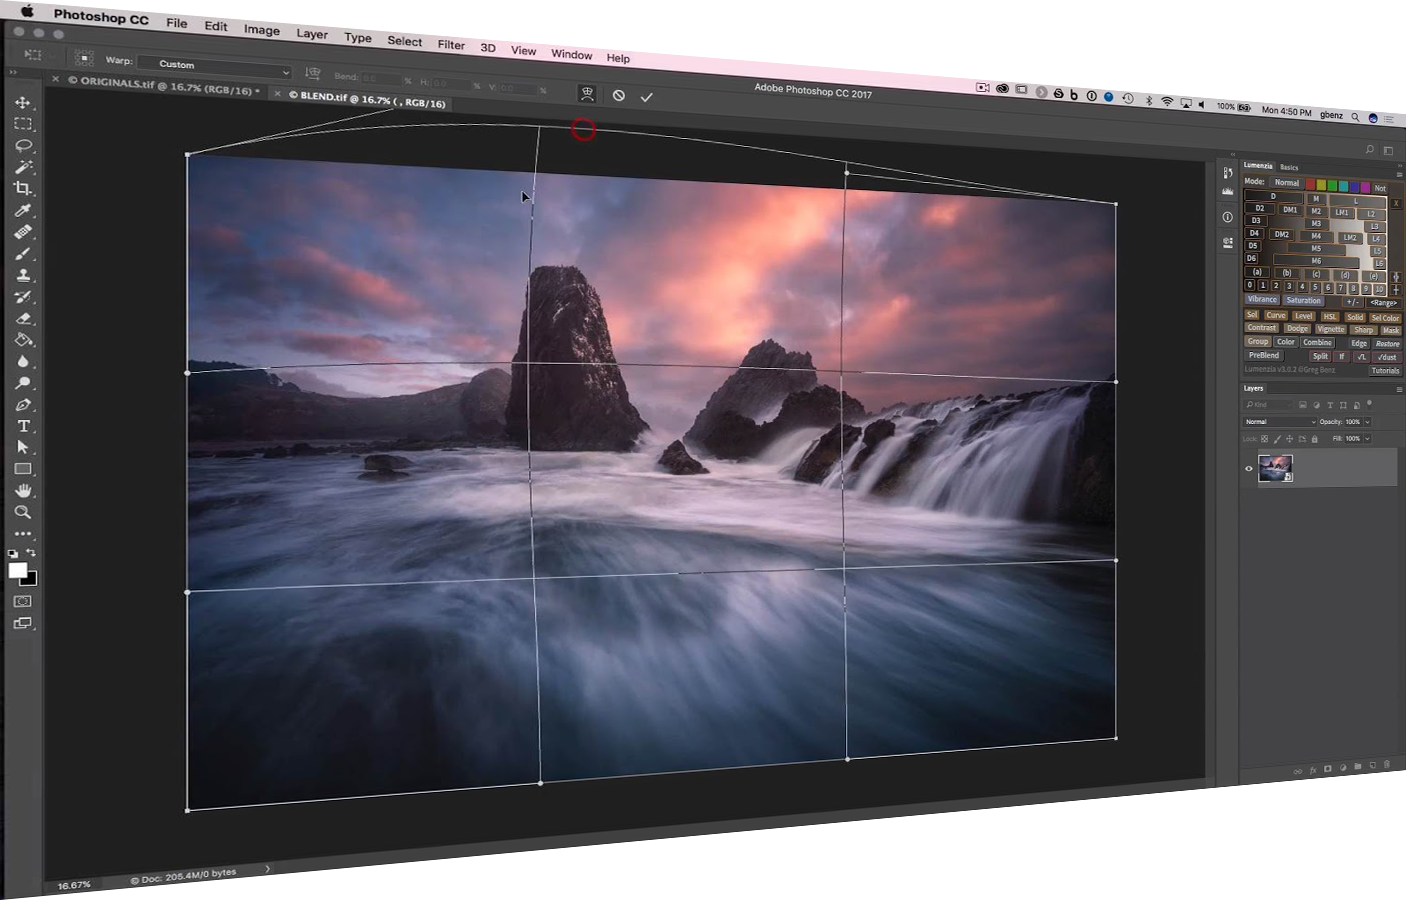 Photoshop CC File Edit Image Layer Type Select Filter 3D View Window Help
100% Mon 4:50 PM gbenz
Adobe Photoshop CC 2017
Warp: Custom Bend: 0.0 % H: 0.0 % V: 0.0 %
× © ORIGINALS.tif @ 16.7% (RGB/16) * × © BLEND.tif @ 16.7% ( , RGB/16)
Lumenzia Basics
Mode: Normal Not
D M L X
D2 DM1 M2 LM1 L2
D3 M3 L3
D4 DM2 M4 LM2 L4
D5 M5 L5
D6 M6 L6
(a) (b) (c) (d) (e)
0 1 2 3 4 5 6 7 8 9 10
Vibrance Saturation +/- <Range>
Sel Curve Level HSL Solid Sel Color
Contrast Dodge Vignette Sharp Mask
Group Color Combine Edge Restore
PreBlend Split If √L √dust
Lumenzia v3.0.2 @Greg Benz Tutorials
Layers
Kind
Normal Opacity: 100%
Lock: Fill: 100%
fx
16.67% © Doc: 205.4M/0 bytes